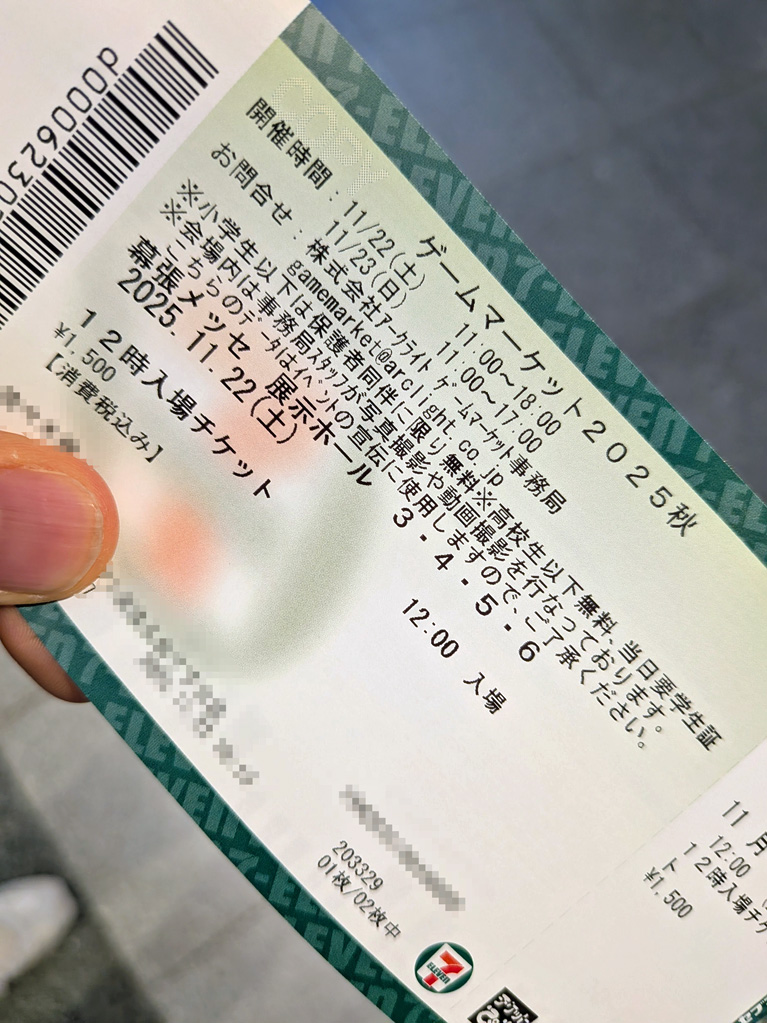 d00062303
ゲームマーケット２０２５秋
開催時間：11/22(土) 11:00～18:00
11/23(日) 11:00～17:00
お問合せ：株式会社アークライト ゲームマーケット事務局
gamemarket@arclight.co.jp
※小学生以下は保護者同伴に限り無料※高校生以下無料、当日要学生証
※会場内は事務局スタッフが写真撮影や動画撮影を行なっております。
こちらのデータはイベントの宣伝に使用しますので、ご了承ください。
幕張メッセ 展示ホール 3・4・5・6
2025.11.22(土) 12:00 入場
１２時入場チケット
¥1,500
【消費税込み】
203329
01枚/02枚中
7
ELEVEN
11月
12:00
１２時入場チケ
ト
¥1,500